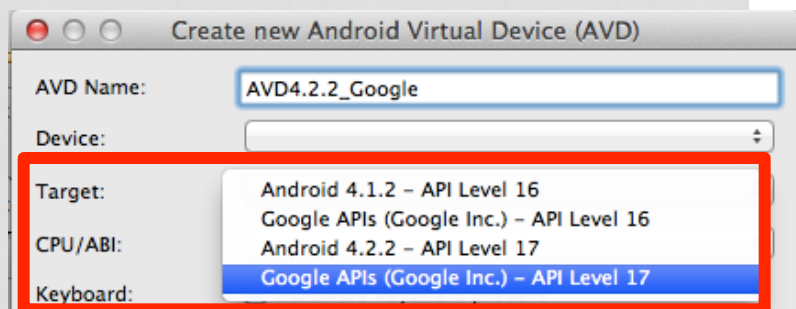 Create new Android Virtual Device (AVD)
AVD Name: AVD4.2.2_Google
Device:
Target:
Android 4.1.2 – API Level 16
Google APIs (Google Inc.) – API Level 16
CPU/ABI:
Android 4.2.2 – API Level 17
Google APIs (Google Inc.) – API Level 17
Keyboard: